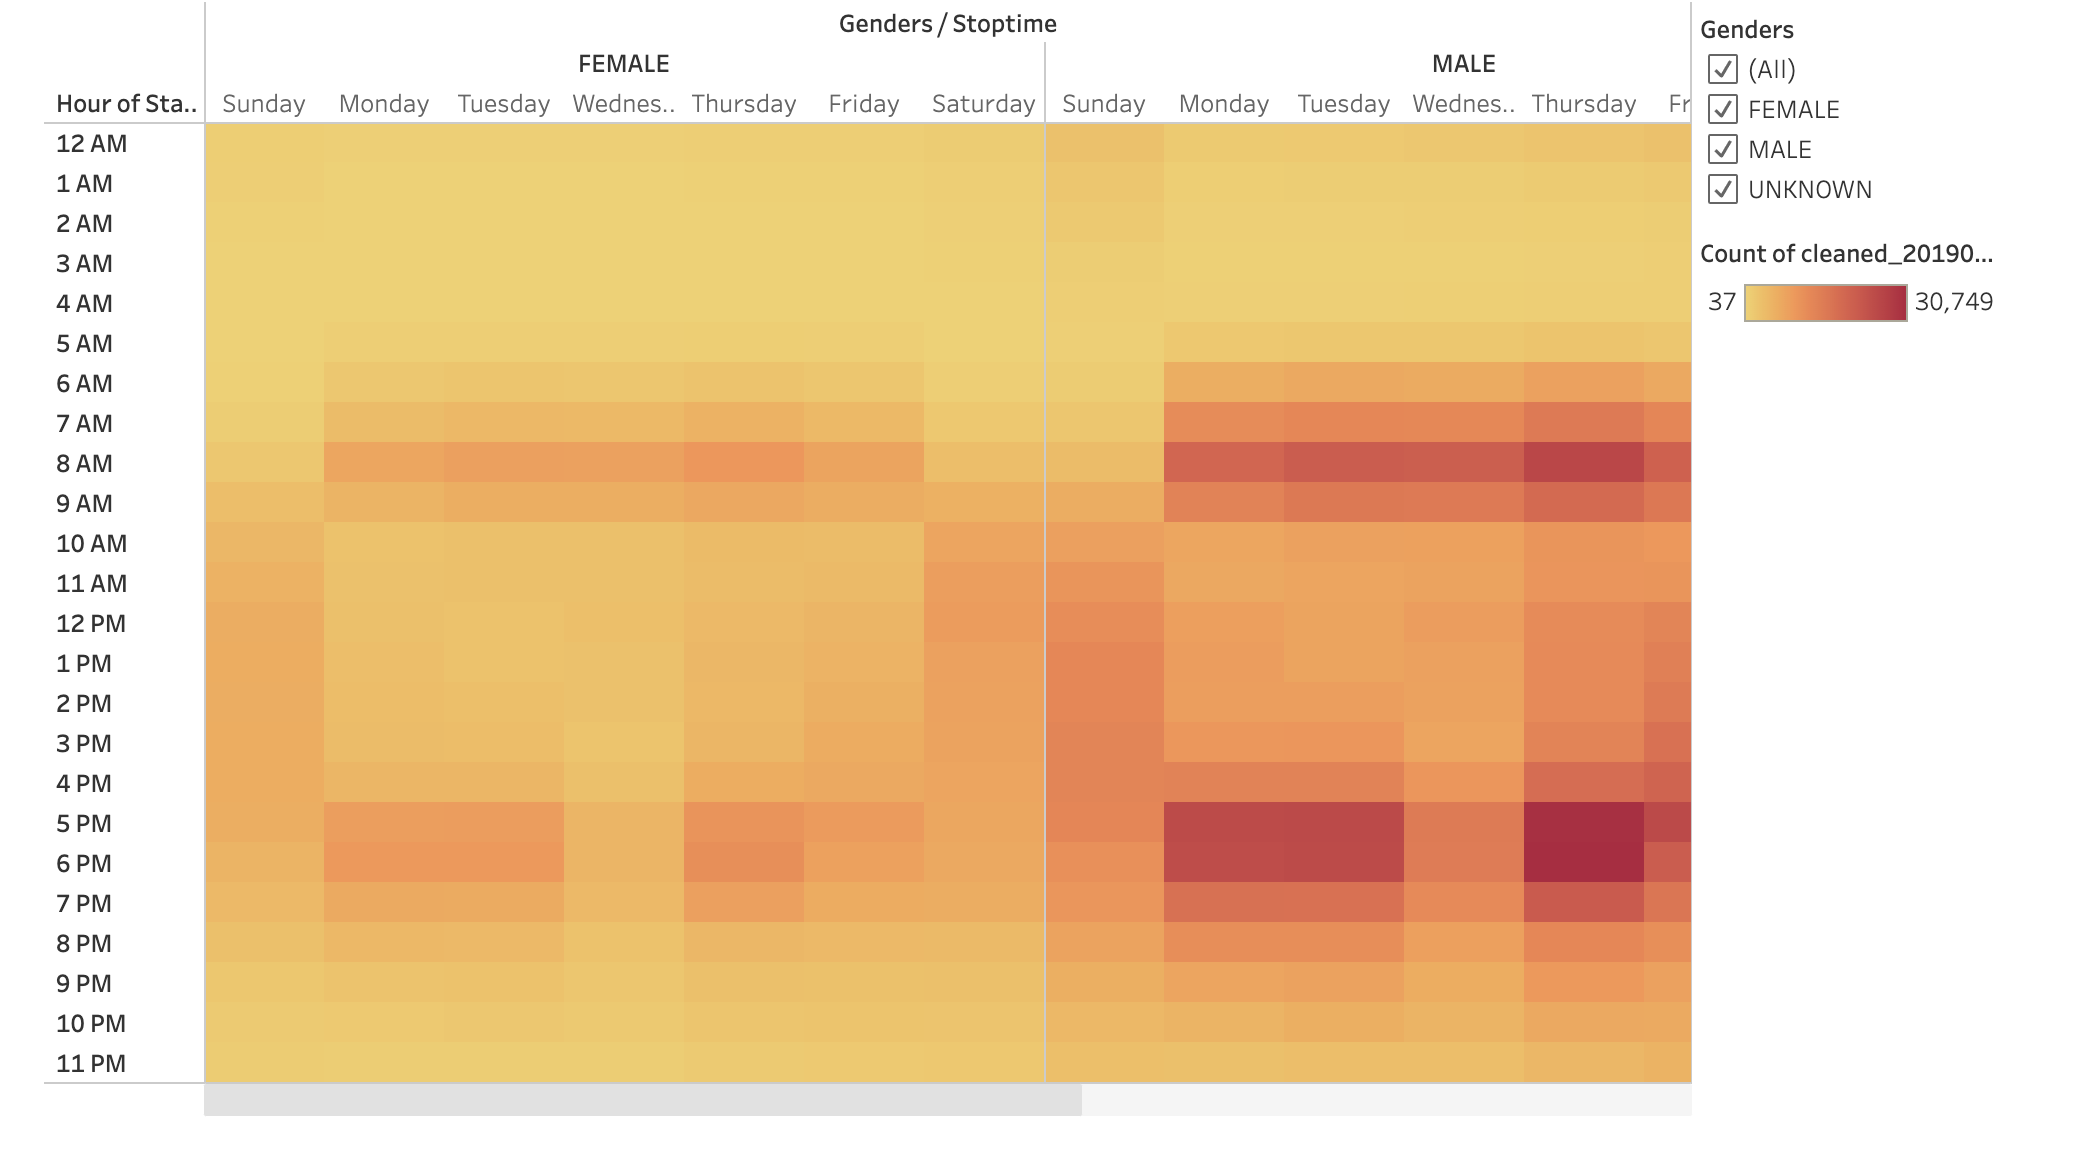 Genders / Stoptime
FEMALE MALE
Hour of Sta.. Sunday Monday Tuesday Wednes.. Thursday Friday Saturday Sunday Monday Tuesday Wednes.. Thursday Fr
12 AM
1 AM
2 AM
3 AM
4 AM
5 AM
6 AM
7 AM
8 AM
9 AM
10 AM
11 AM
12 PM
1 PM
2 PM
3 PM
4 PM
5 PM
6 PM
7 PM
8 PM
9 PM
10 PM
11 PM
Genders
(All)
FEMALE
MALE
UNKNOWN
Count of cleaned_20190...
37 30,749